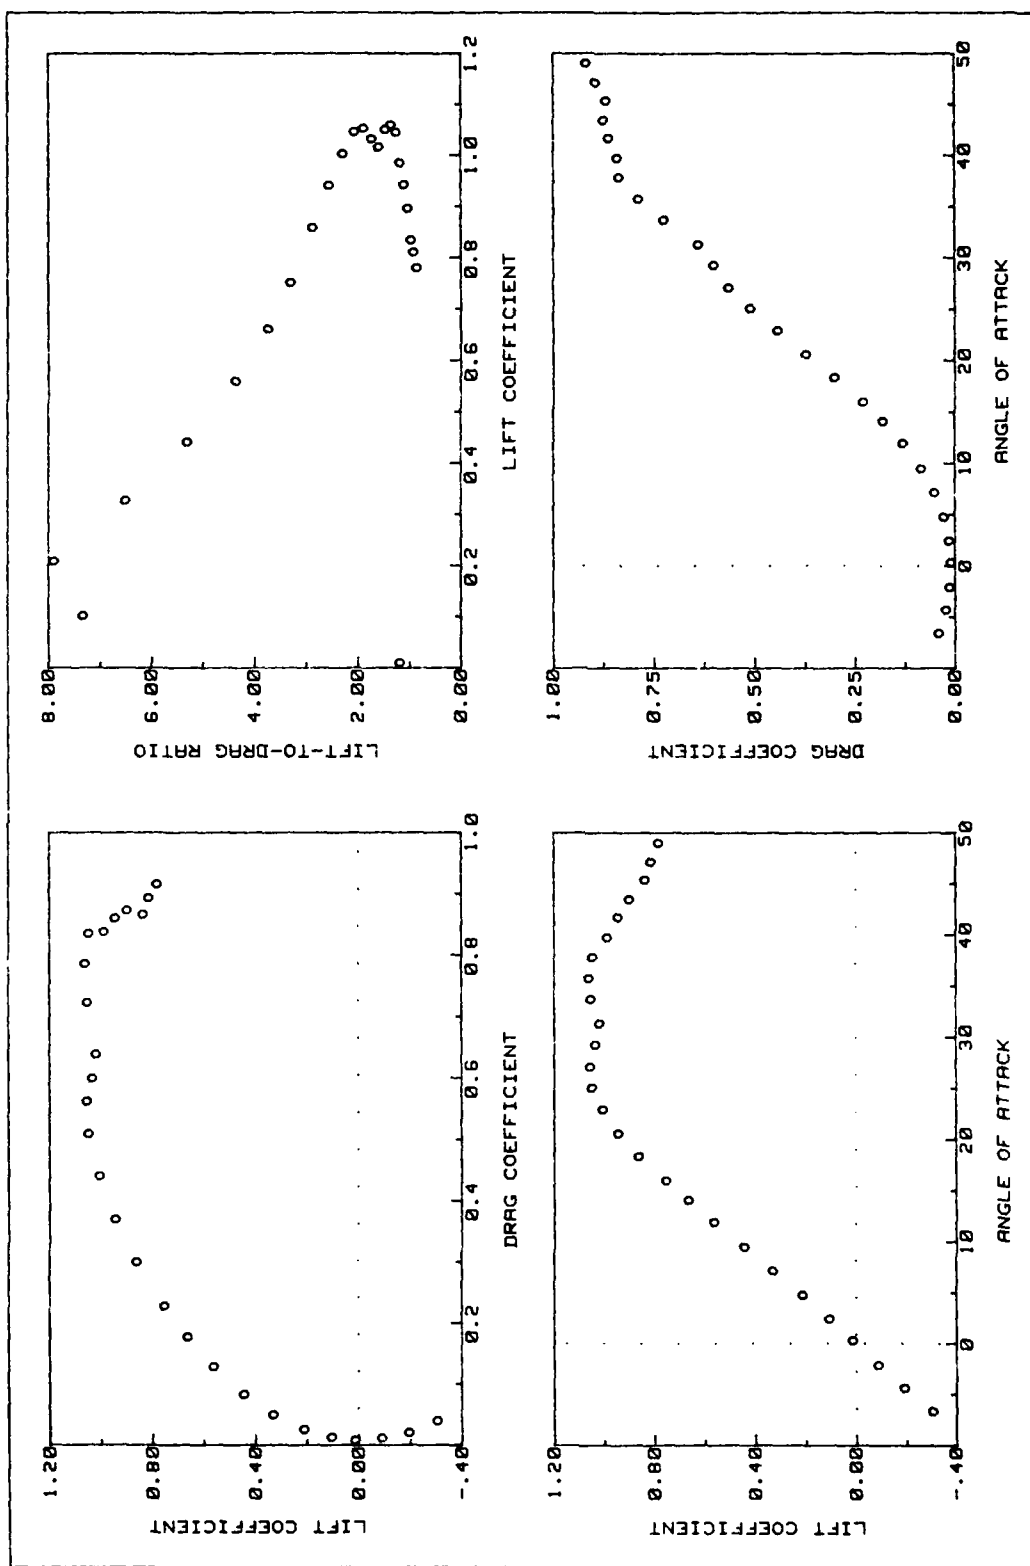 LIFT COEFFICIENT
1.20
0.80
0.40
0.00
-.40
0.2 0.4 0.6 0.8 1.0
DRAG COEFFICIENT
LIFT-TO-DRAG RATIO
8.00
6.00
4.00
2.00
0.00
0.2 0.4 0.6 0.8 1.0 1.2
LIFT COEFFICIENT
LIFT COEFFICIENT
1.20
0.80
0.40
0.00
-.40
0 10 20 30 40 50
ANGLE OF ATTACK
DRAG COEFFICIENT
1.00
0.75
0.50
0.25
0.00
0 10 20 30 40 50
ANGLE OF ATTACK